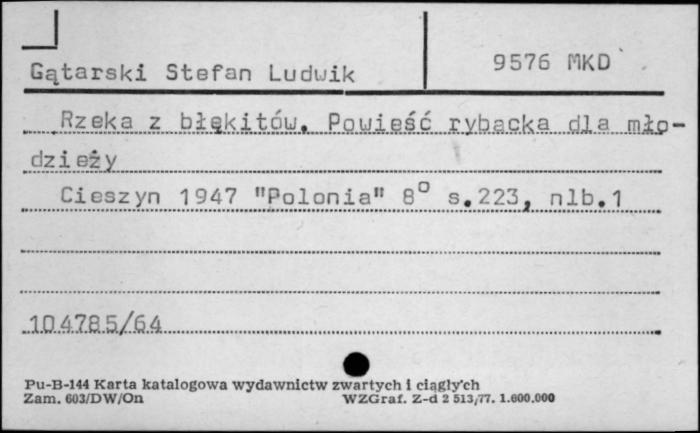 Gątarski Stefan Ludwik
9576 MKD
Rzeka z błękitów. Powieść rybacka dla mło-
dzieży
Cieszyn 1947 "Polonia" 8° s.223, nlb.1
104785/64
Pu-B-144 Karta katalogowa wydawnictw zwartych i ciągłych
Zam. 603/DW/On WZGraf. Z-d 2 513/77. 1.600.000